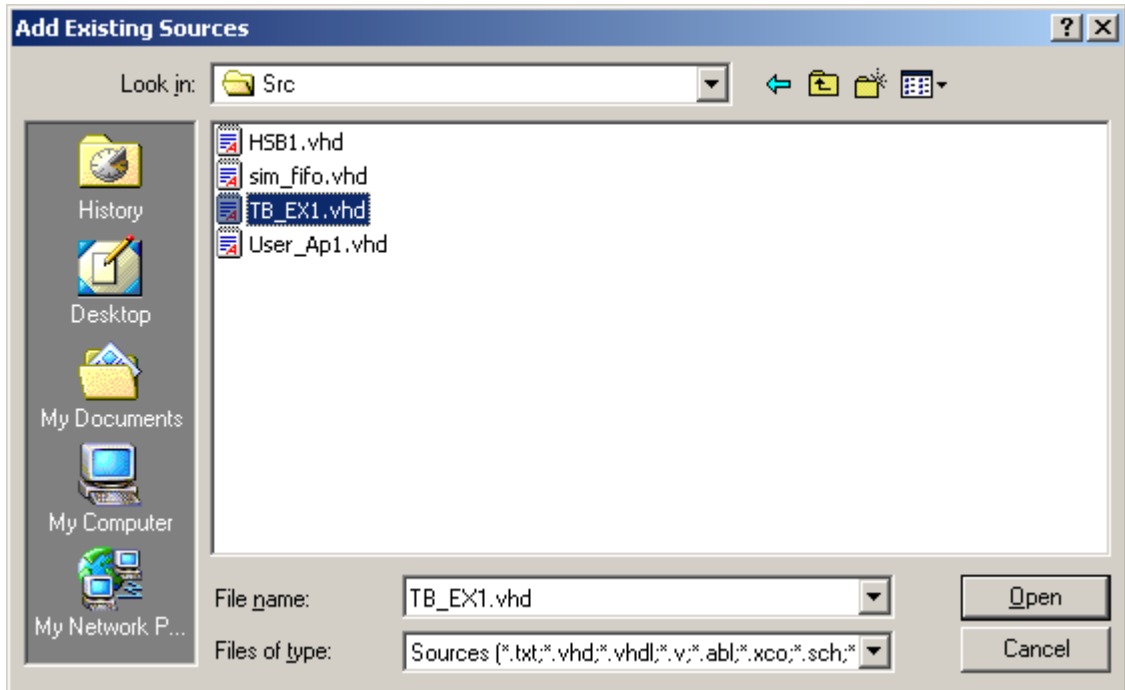 Add Existing Sources
Look in: Src
HSB1.vhd
sim_fifo.vhd
TB_EX1.vhd
User_Ap1.vhd
History
Desktop
My Documents
My Computer
My Network P...
File name: TB_EX1.vhd Open
Files of type: Sources (*.txt;*.vhd;*.vhdl;*.v;*.abl;*.xco;*.sch;* Cancel